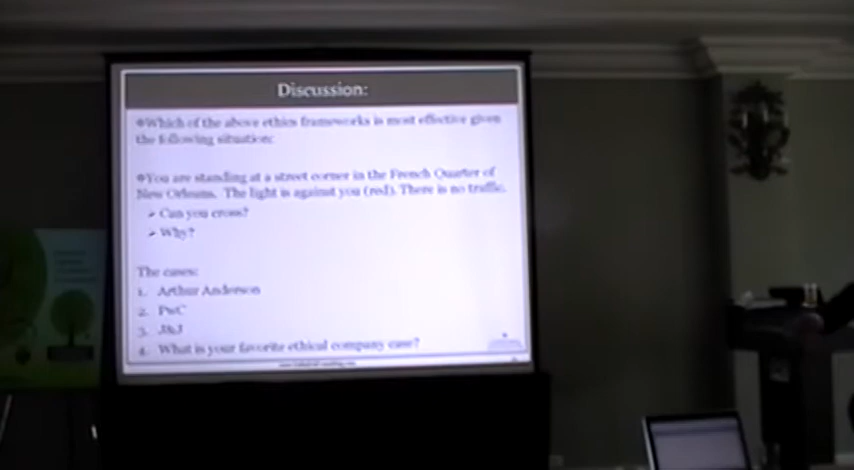 Discussion:
Which of the above ethics frameworks is most effective given
the following situation:
You are standing at a street corner in the French Quarter of
New Orleans. The light is against you (red). There is no traffic.
Can you cross?
Why?
The cases:
1. Arthur Anderson
2. PwC
3. J&J
4. What is your favorite ethical company case?